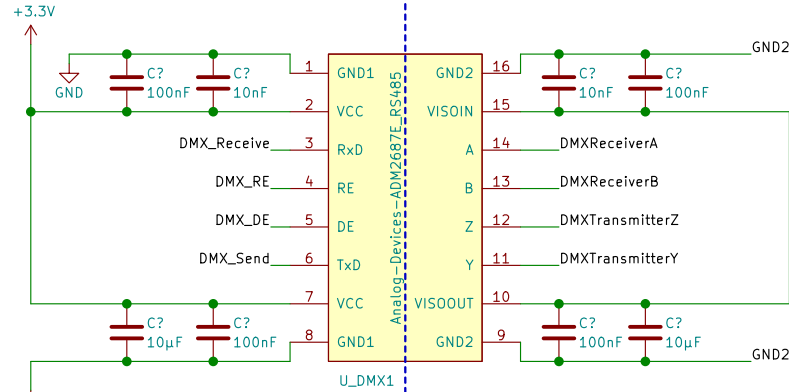 +3.3V
GND
C?
100nF
C?
10nF
1
2
3
4
5
6
7
8
DMX_Receive
DMX_RE
DMX_DE
DMX_Send
C?
10µF
C?
100nF
GND1
VCC
RxD
RE
DE
TxD
VCC
GND1
Analog-Devices-ADM2687E_RS485
GND2
VISOIN
A
B
Z
Y
VISOOUT
GND2
U_DMX1
16
15
14
13
12
11
10
9
C?
10nF
C?
100nF
GND2
DMXReceiverA
DMXReceiverB
DMXTransmitterZ
DMXTransmitterY
C?
100nF
C?
10µF
GND2